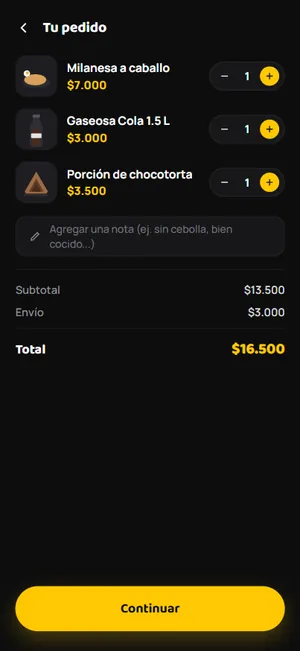 Tu pedido
Milanesa a caballo
$7.000
− 1 +
Gaseosa Cola 1.5 L
$3.000
− 1 +
Porción de chocotorta
$3.500
− 1 +
Agregar una nota (ej. sin cebolla, bien
cocido...)
Subtotal $13.500
Envío $3.000
Total $16.500
Continuar